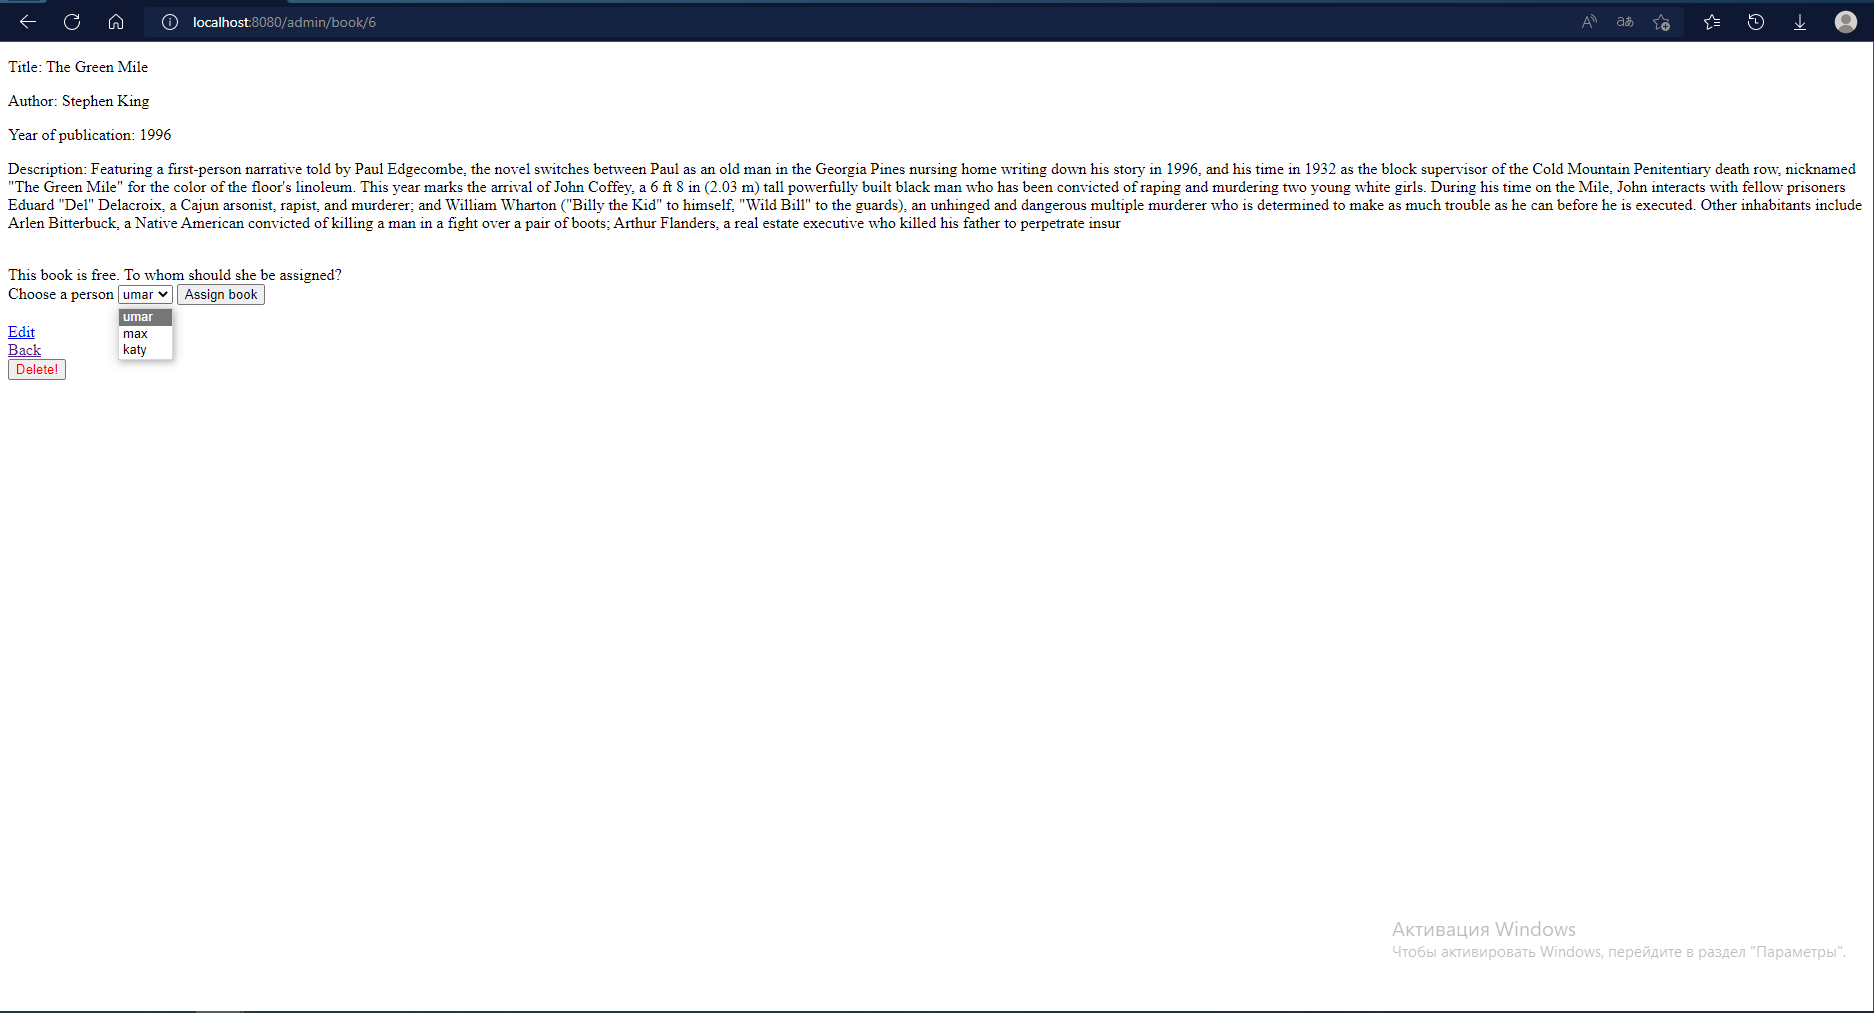 localhost:8080/admin/book/6
Title: The Green Mile
Author: Stephen King
Year of publication: 1996
Description: Featuring a first-person narrative told by Paul Edgecombe, the novel switches between Paul as an old man in the Georgia Pines nursing home writing down his story in 1996, and his time in 1932 as the block supervisor of the Cold Mountain Penitentiary death row, nicknamed
"The Green Mile" for the color of the floor's linoleum. This year marks the arrival of John Coffey, a 6 ft 8 in (2.03 m) tall powerfully built black man who has been convicted of raping and murdering two young white girls. During his time on the Mile, John interacts with fellow prisoners
Eduard "Del" Delacroix, a Cajun arsonist, rapist, and murderer; and William Wharton ("Billy the Kid" to himself, "Wild Bill" to the guards), an unhinged and dangerous multiple murderer who is determined to make as much trouble as he can before he is executed. Other inhabitants include
Arlen Bitterbuck, a Native American convicted of killing a man in a fight over a pair of boots; Arthur Flanders, a real estate executive who killed his father to perpetrate insur
This book is free. To whom should she be assigned?
Choose a person umar Assign book
umar
max
katy
Edit
Back
Delete!
Активация Windows
Чтобы активировать Windows, перейдите в раздел "Параметры".